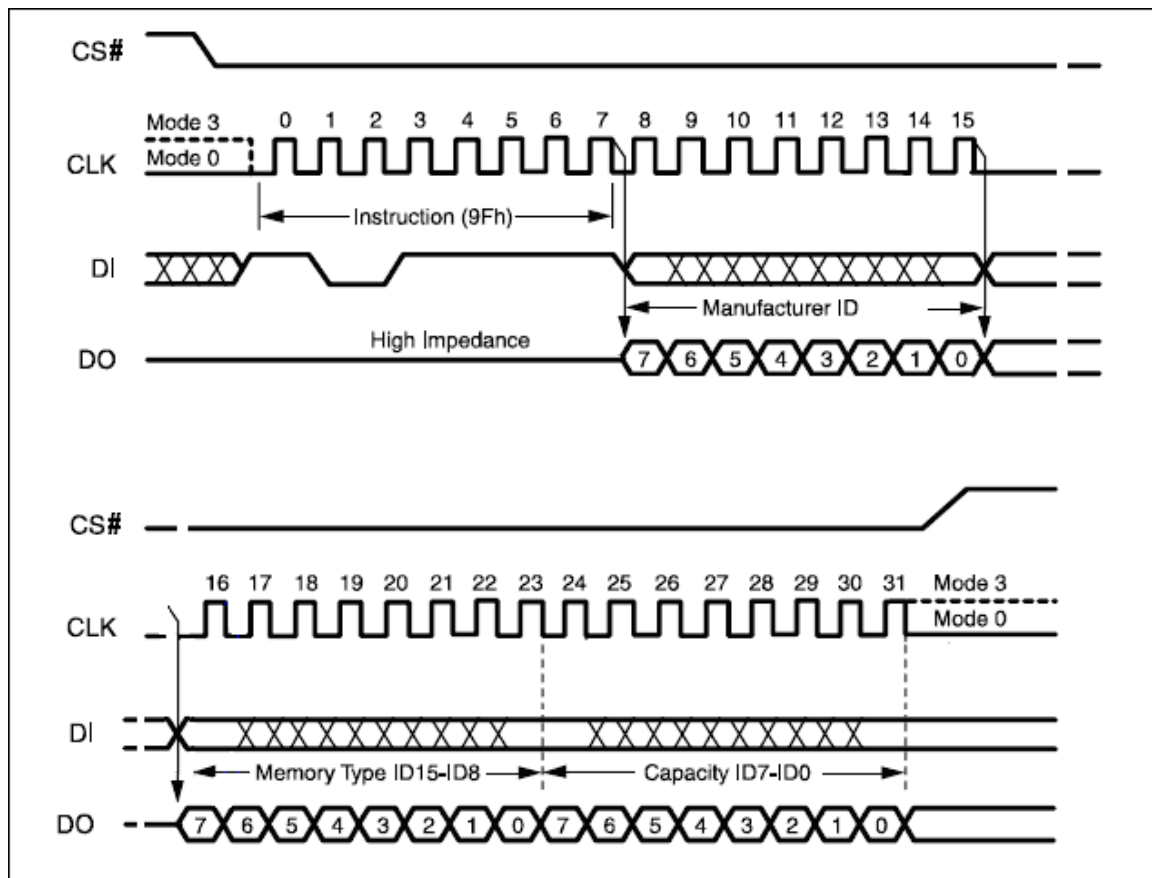 CS#
Mode 3
0 1 2 3 4 5 6 7 8 9 10 11 12 13 14 15
CLK
Mode 0
Instruction (9Fh)
DI
Manufacturer ID
High Impedance
DO
7 6 5 4 3 2 1 0
CS#
16 17 18 19 20 21 22 23 24 25 26 27 28 29 30 31
Mode 3
CLK
Mode 0
DI
Memory Type ID15-ID8
Capacity ID7-ID0
DO
7 6 5 4 3 2 1 0 7 6 5 4 3 2 1 0